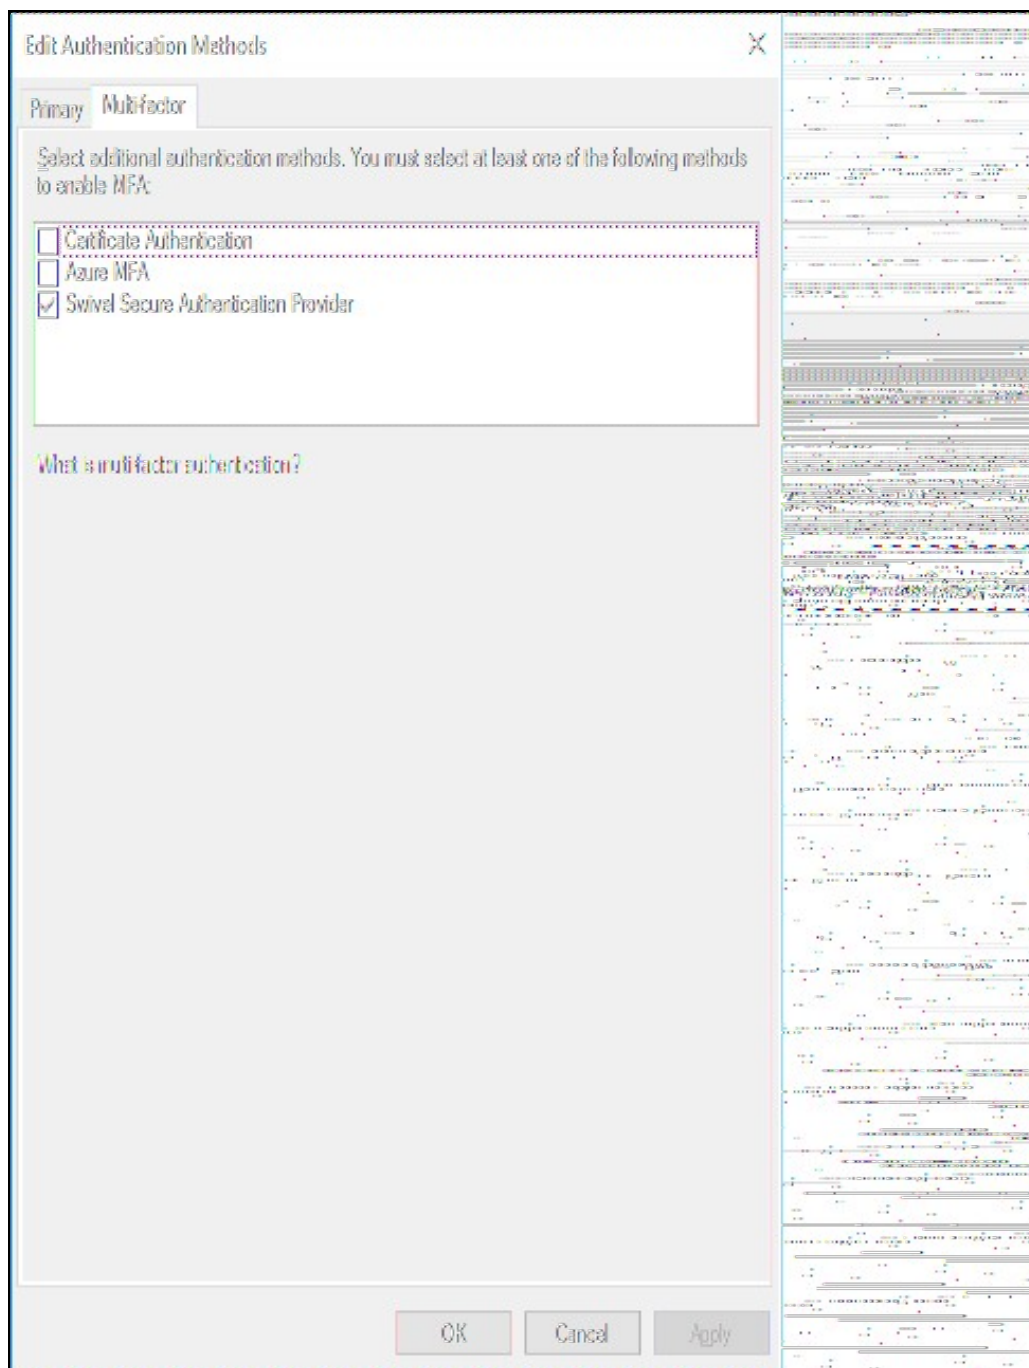 Edit Authentication Methods
Primary
Multi-factor
Select additional authentication methods. You must select at least one of the following methods
to enable MFA:
Certificate Authentication
Azure MFA
Swivel Secure Authentication Provider
What is multi-factor authentication?
OK
Cancel
Apply